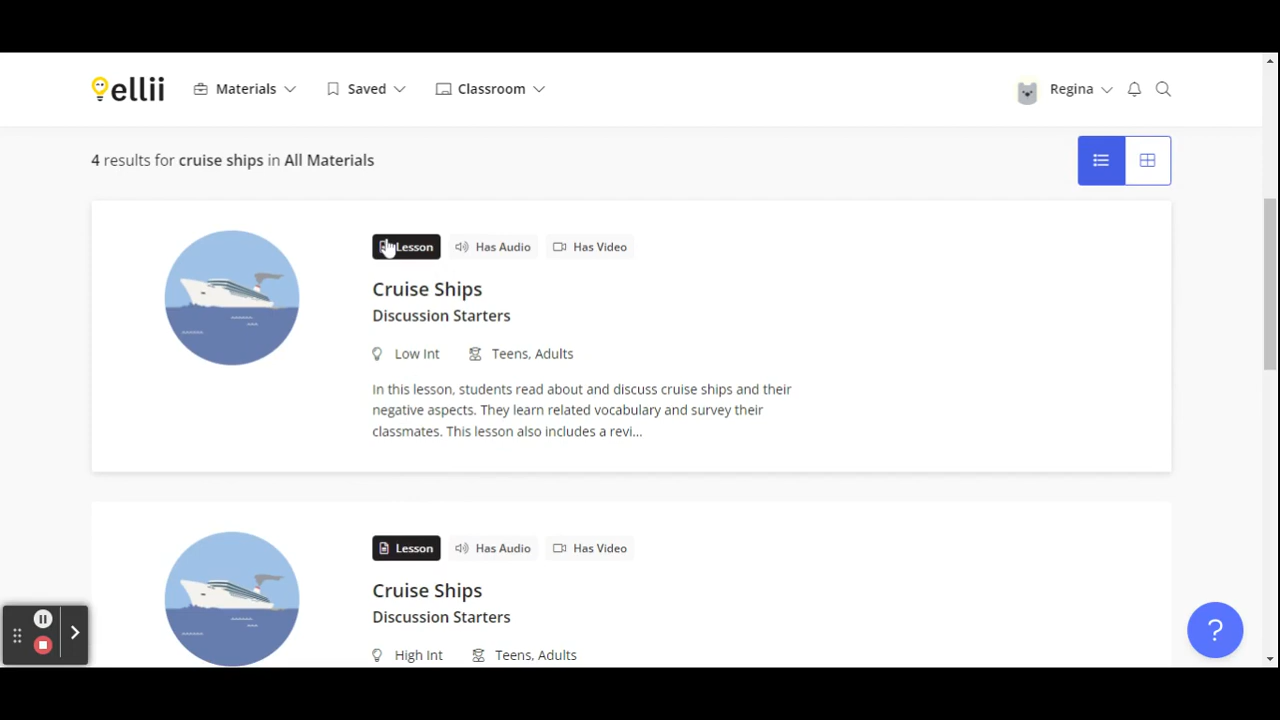 ellii Materials Saved Classroom Regina
4 results for cruise ships in All Materials
Lesson Has Audio Has Video
Cruise Ships
Discussion Starters
Low Int Teens, Adults
In this lesson, students read about and discuss cruise ships and their
negative aspects. They learn related vocabulary and survey their
classmates. This lesson also includes a revi...
Lesson Has Audio Has Video
Cruise Ships
Discussion Starters
High Int Teens, Adults
?